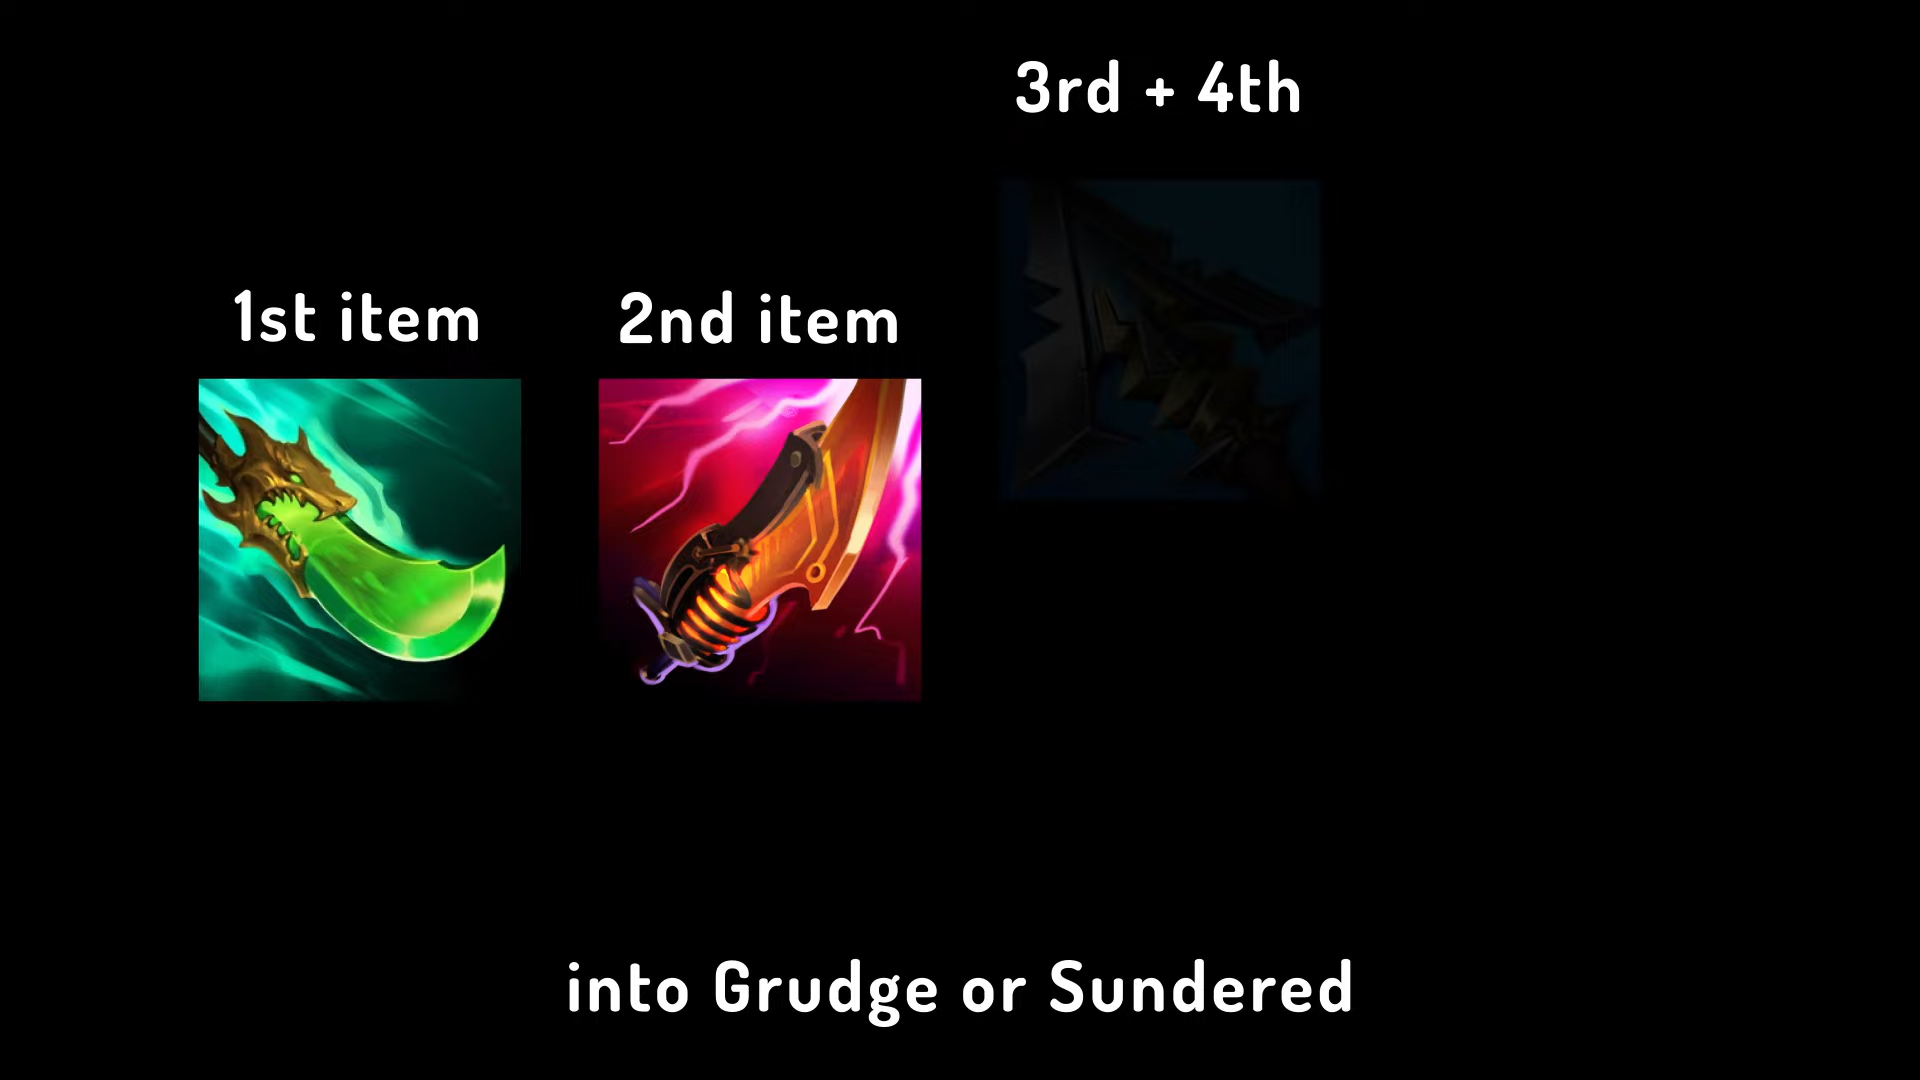 3rd + 4th
1st item
2nd item
into Grudge or Sundered